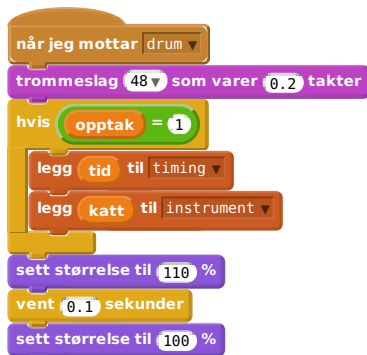 når jeg mottar drum ▼
trommeslag 48 ▼ som varer 0.2 takter
hvis opptak = 1
legg tid til timing ▼
legg katt til instrument ▼
sett størrelse til 110 %
vent 0.1 sekunder
sett størrelse til 100 %